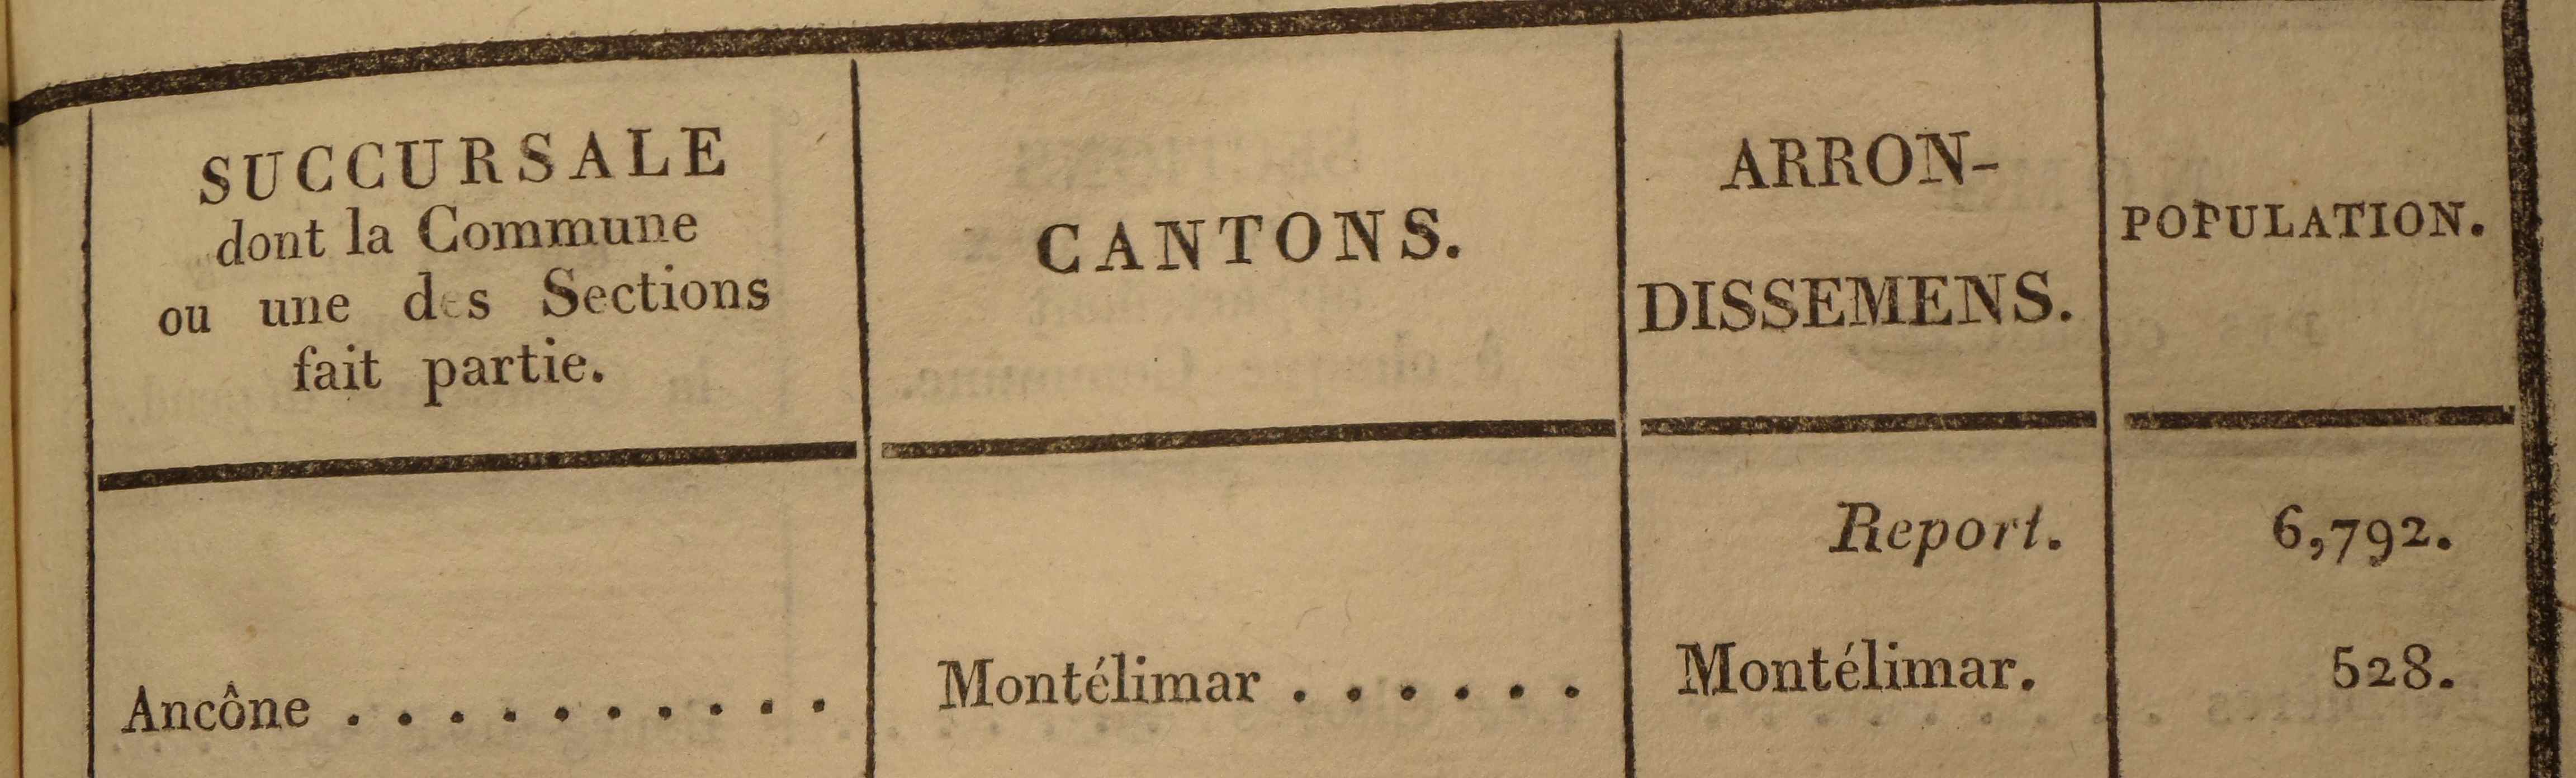 SUCCURSALE
dont la Commune
ou une des Sections
fait partie.
CANTONS.
ARRON-
DISSEMENS.
POPULATION.
Report. 6,792.
Ancône . . . . . . . . . . Montélimar . . . . . . Montélimar. 528.